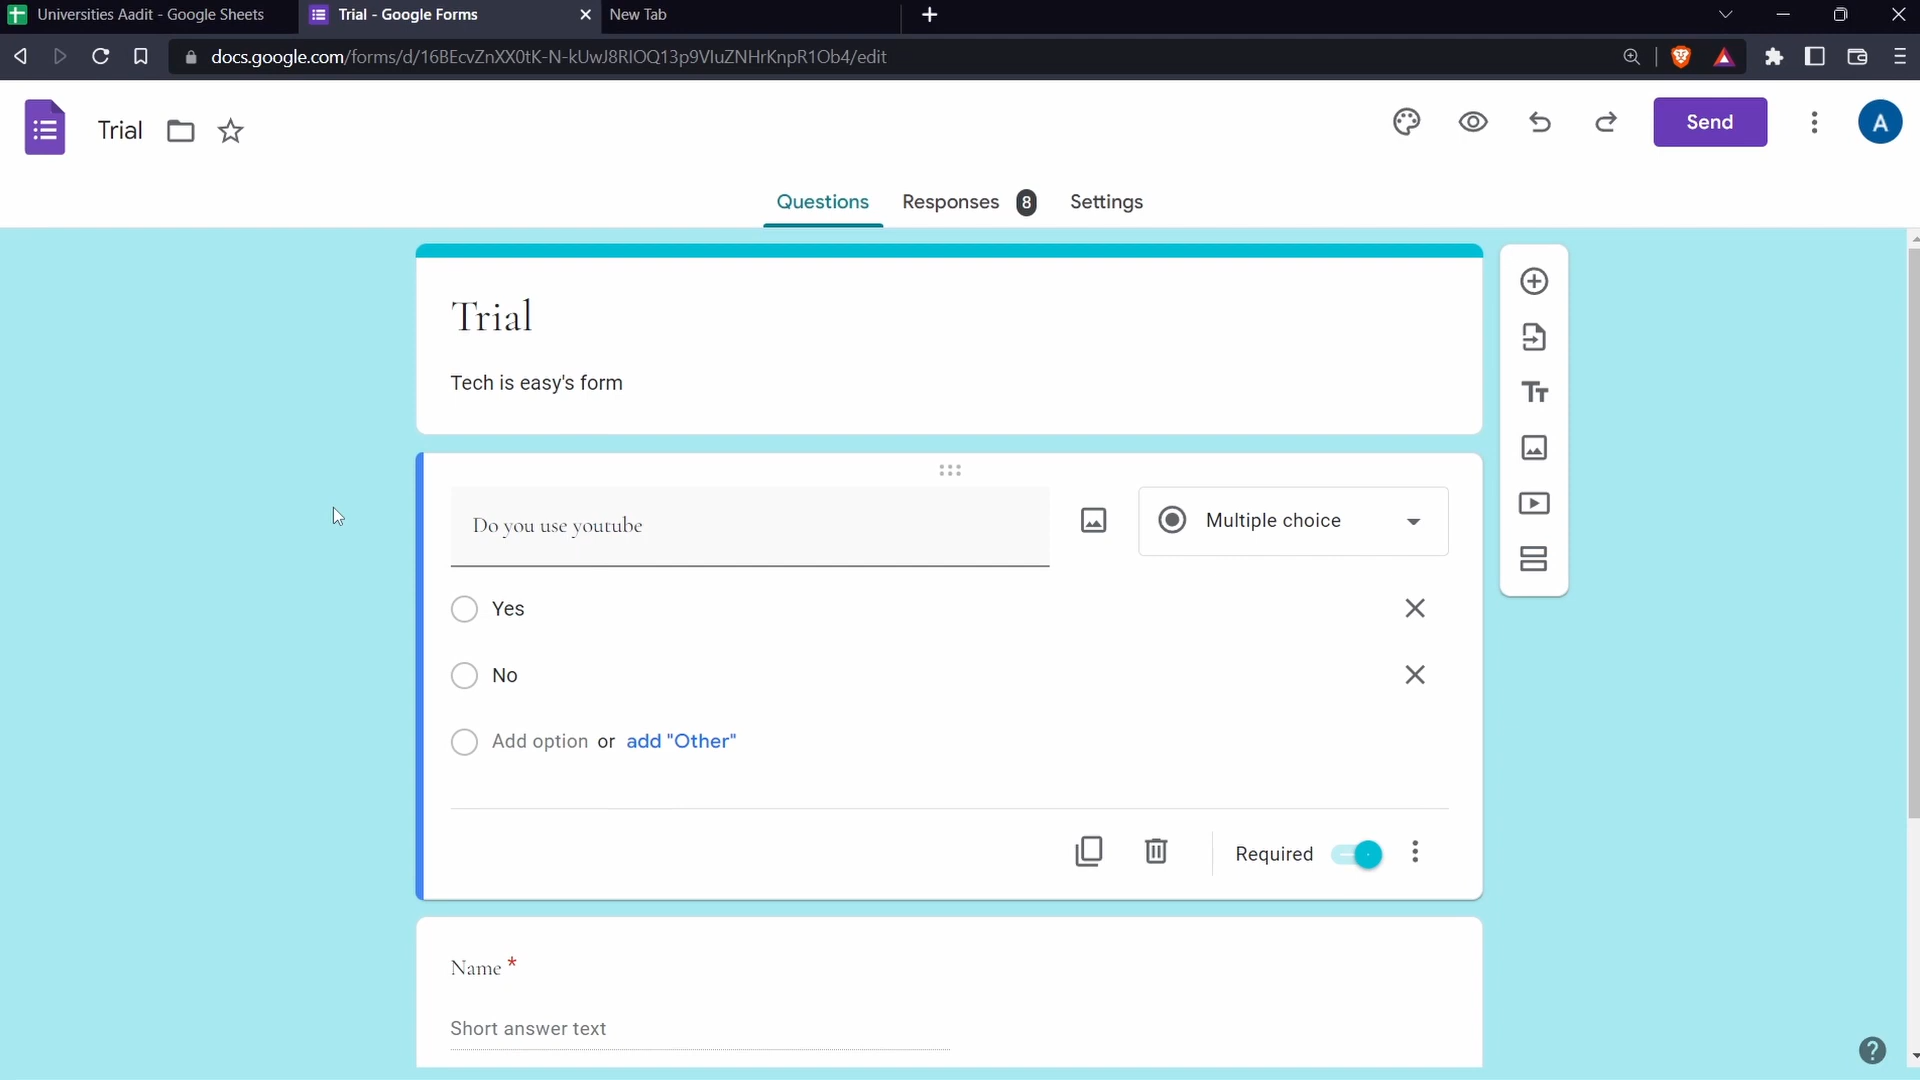 Universities Aadit - Google Sheets
Trial - Google Forms
New Tab
docs.google.com/forms/d/16BEcvZnXX0tK-N-kUwJ8RIOQ13p9VIuZNHrKnpR1Ob4/edit
Trial
Send
A
Questions
Responses 8
Settings
Trial
Tech is easy's form
Do you use youtube
Multiple choice
Yes
No
Add option or add "Other"
Required
Name *
Short answer text